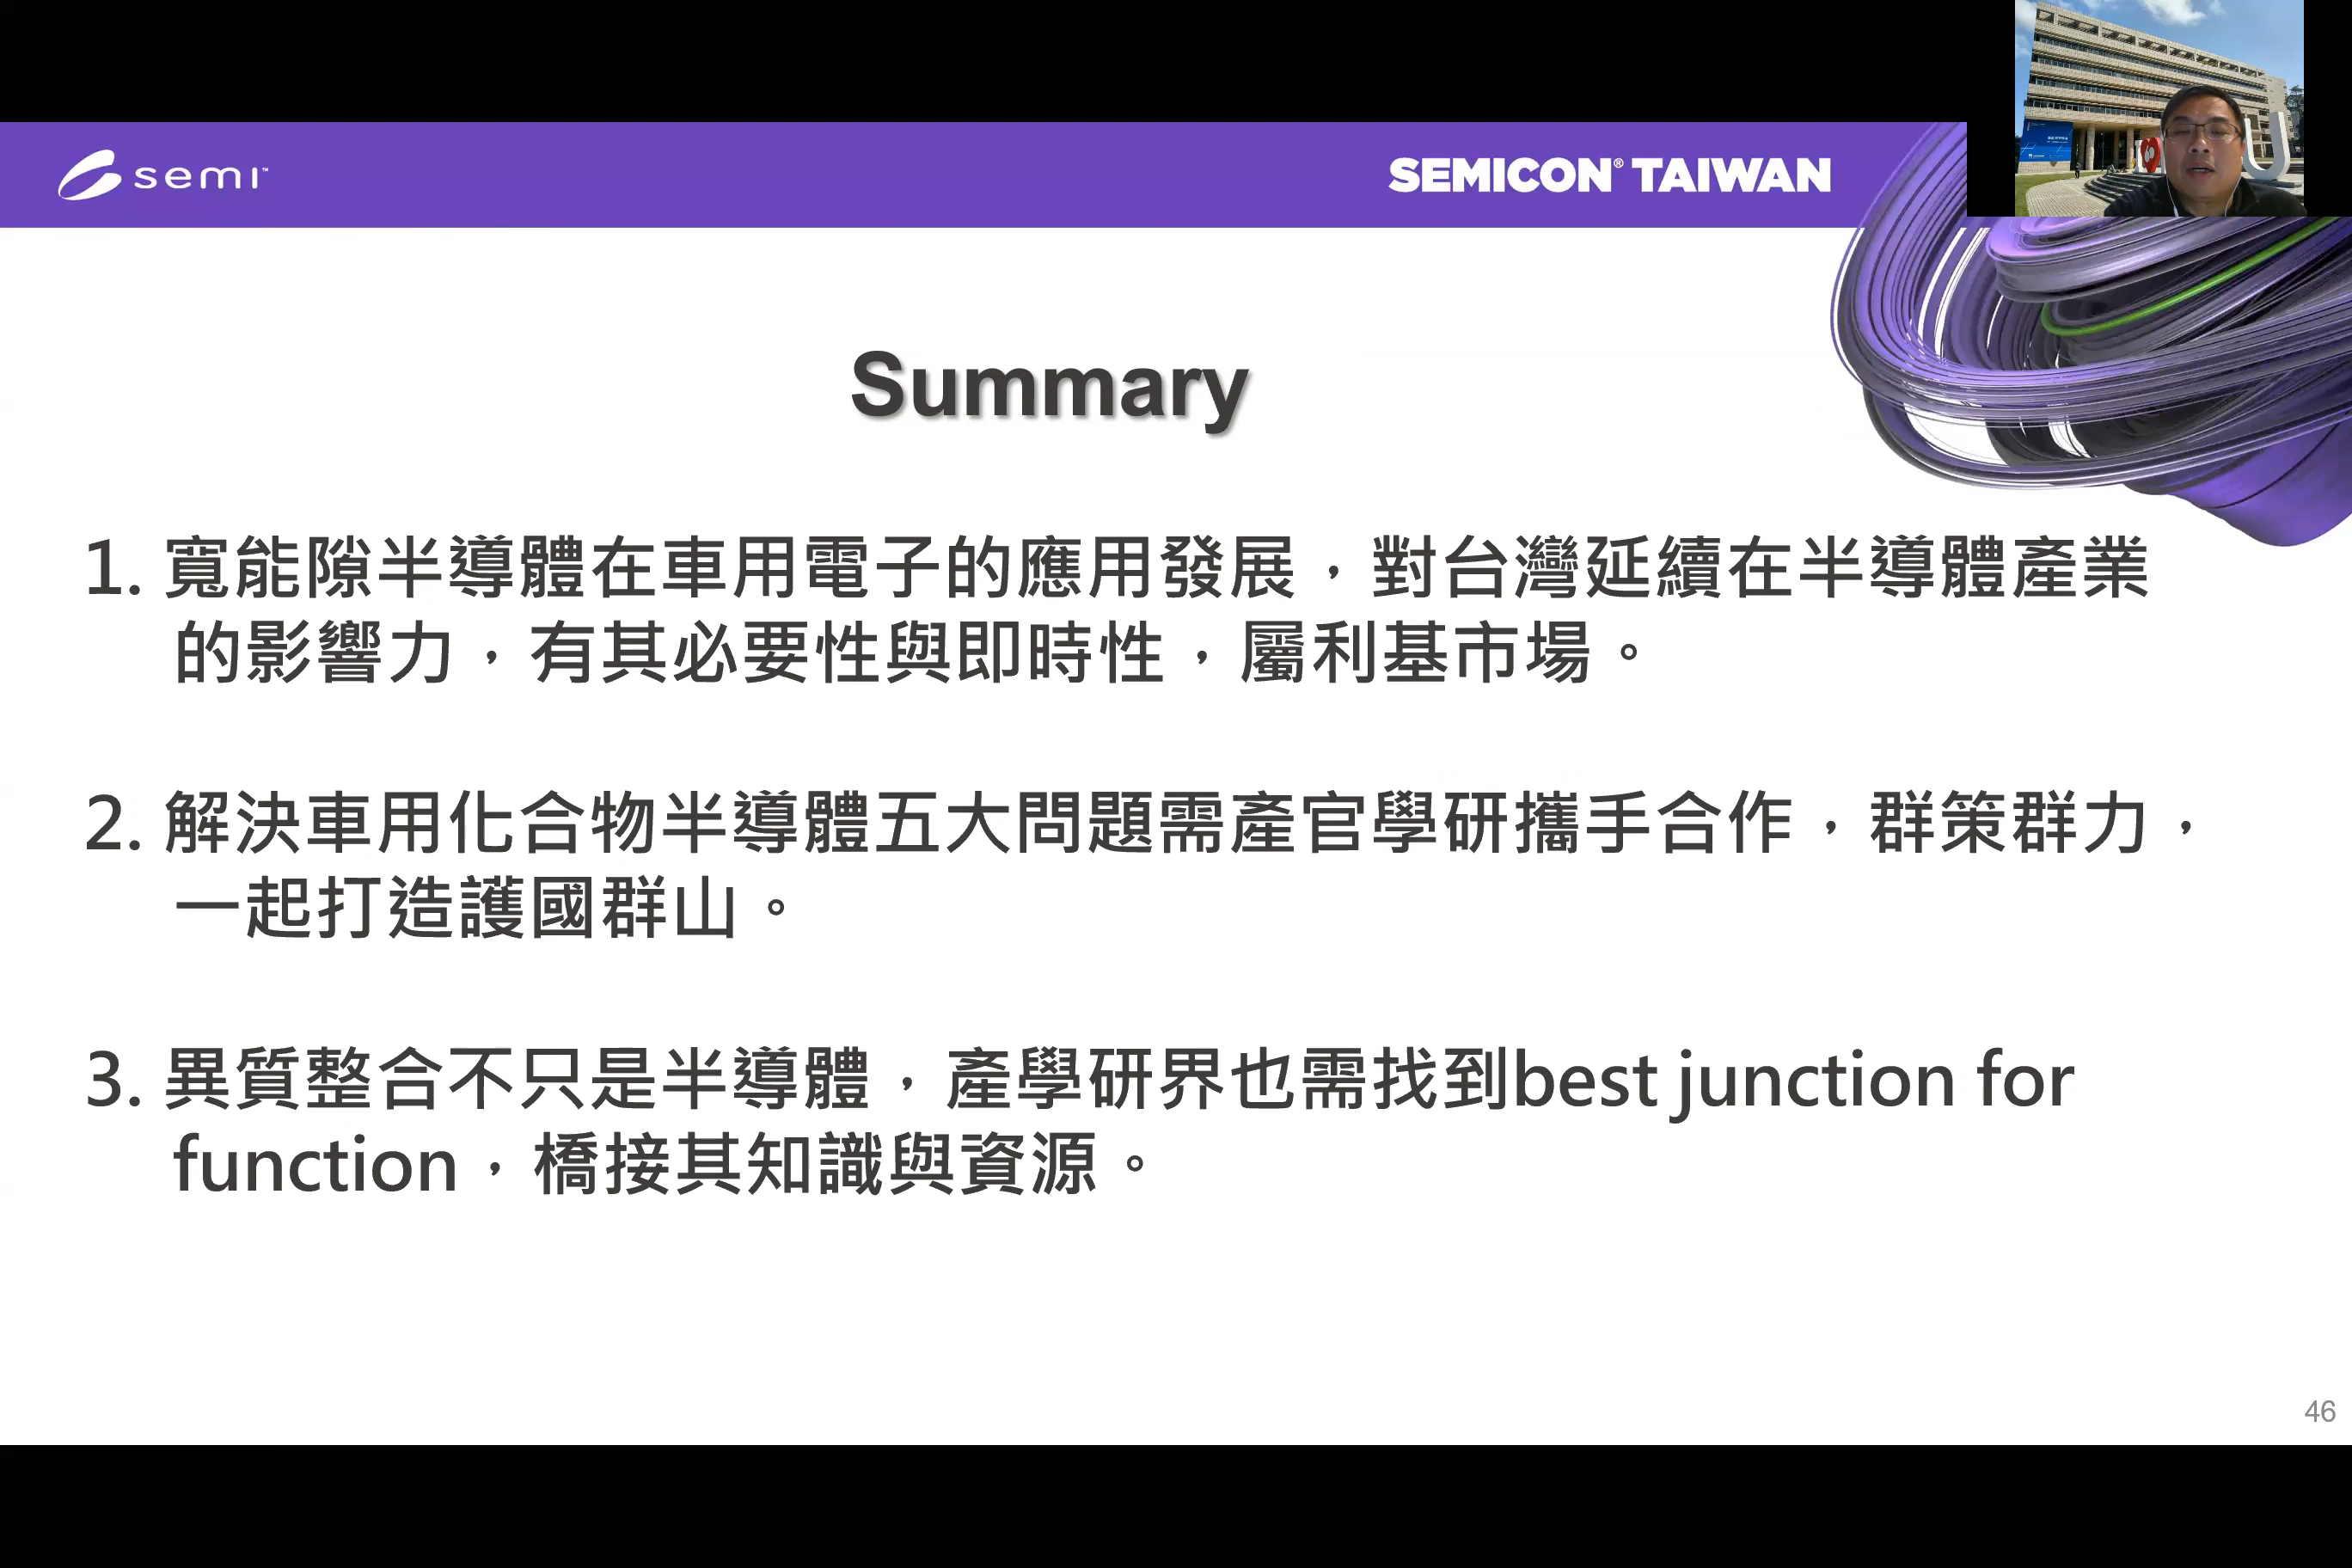 semi™
SEMICON® TAIWAN
U
Summary
1. 寬能隙半導體在車用電子的應用發展，對台灣延續在半導體產業
的影響力，有其必要性與即時性，屬利基市場。
2. 解決車用化合物半導體五大問題需產官學研攜手合作，群策群力，
一起打造護國群山。
3. 異質整合不只是半導體，產學研界也需找到best junction for
function，橋接其知識與資源。
46